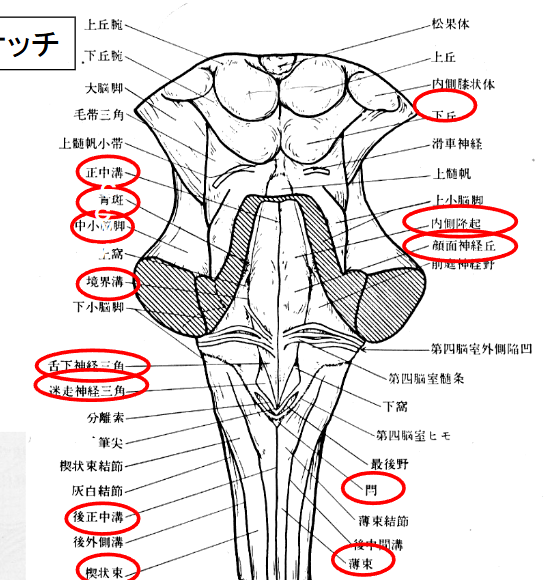 ッチ
上丘腕
下丘腕
大脳脚
毛帯三角
上髄帆小帯
正中溝
青斑
中小脳脚
上窩
境界溝
下小脳脚
舌下神経三角
迷走神経三角
分離索
筆尖
楔状束結節
灰白結節
後正中溝
後外側溝
楔状束
松果体
上丘
内側膝状体
下丘
滑車神経
上髄帆
上小脳脚
内側隆起
顔面神経丘
前庭神経野
第四脳室外側陥凹
第四脳室髄条
下窩
第四脳室ヒモ
最後野
閂
薄束結節
後中間溝
薄束